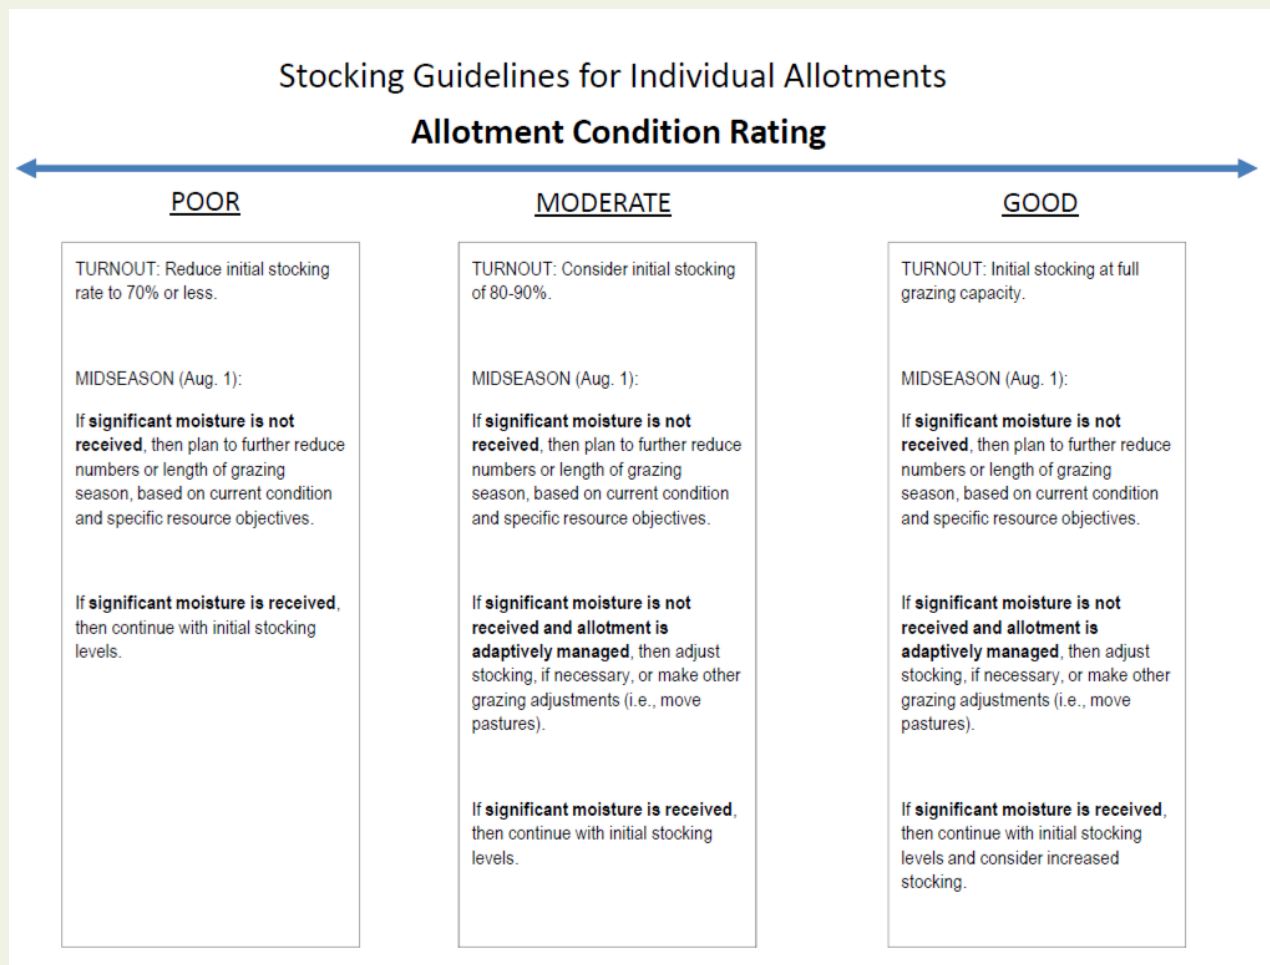 Stocking Guidelines for Individual Allotments
Allotment Condition Rating
POOR
TURNOUT: Reduce initial stocking
rate to 70% or less.
MIDSEASON (Aug. 1):
If significant moisture is not
received, then plan to further reduce
numbers or length of grazing
season, based on current condition
and specific resource objectives.
If significant moisture is received,
then continue with initial stocking
levels.
MODERATE
TURNOUT: Consider initial stocking
of 80-90%.
MIDSEASON (Aug. 1):
If significant moisture is not
received, then plan to further reduce
numbers or length of grazing
season, based on current condition
and specific resource objectives.
If significant moisture is not
received and allotment is
adaptively managed, then adjust
stocking, if necessary, or make other
grazing adjustments (i.e., move
pastures).
If significant moisture is received,
then continue with initial stocking
levels.
GOOD
TURNOUT: Initial stocking at full
grazing capacity.
MIDSEASON (Aug. 1):
If significant moisture is not
received, then plan to further reduce
numbers or length of grazing
season, based on current condition
and specific resource objectives.
If significant moisture is not
received and allotment is
adaptively managed, then adjust
stocking, if necessary, or make other
grazing adjustments (i.e., move
pastures).
If significant moisture is received,
then continue with initial stocking
levels and consider increased
stocking.